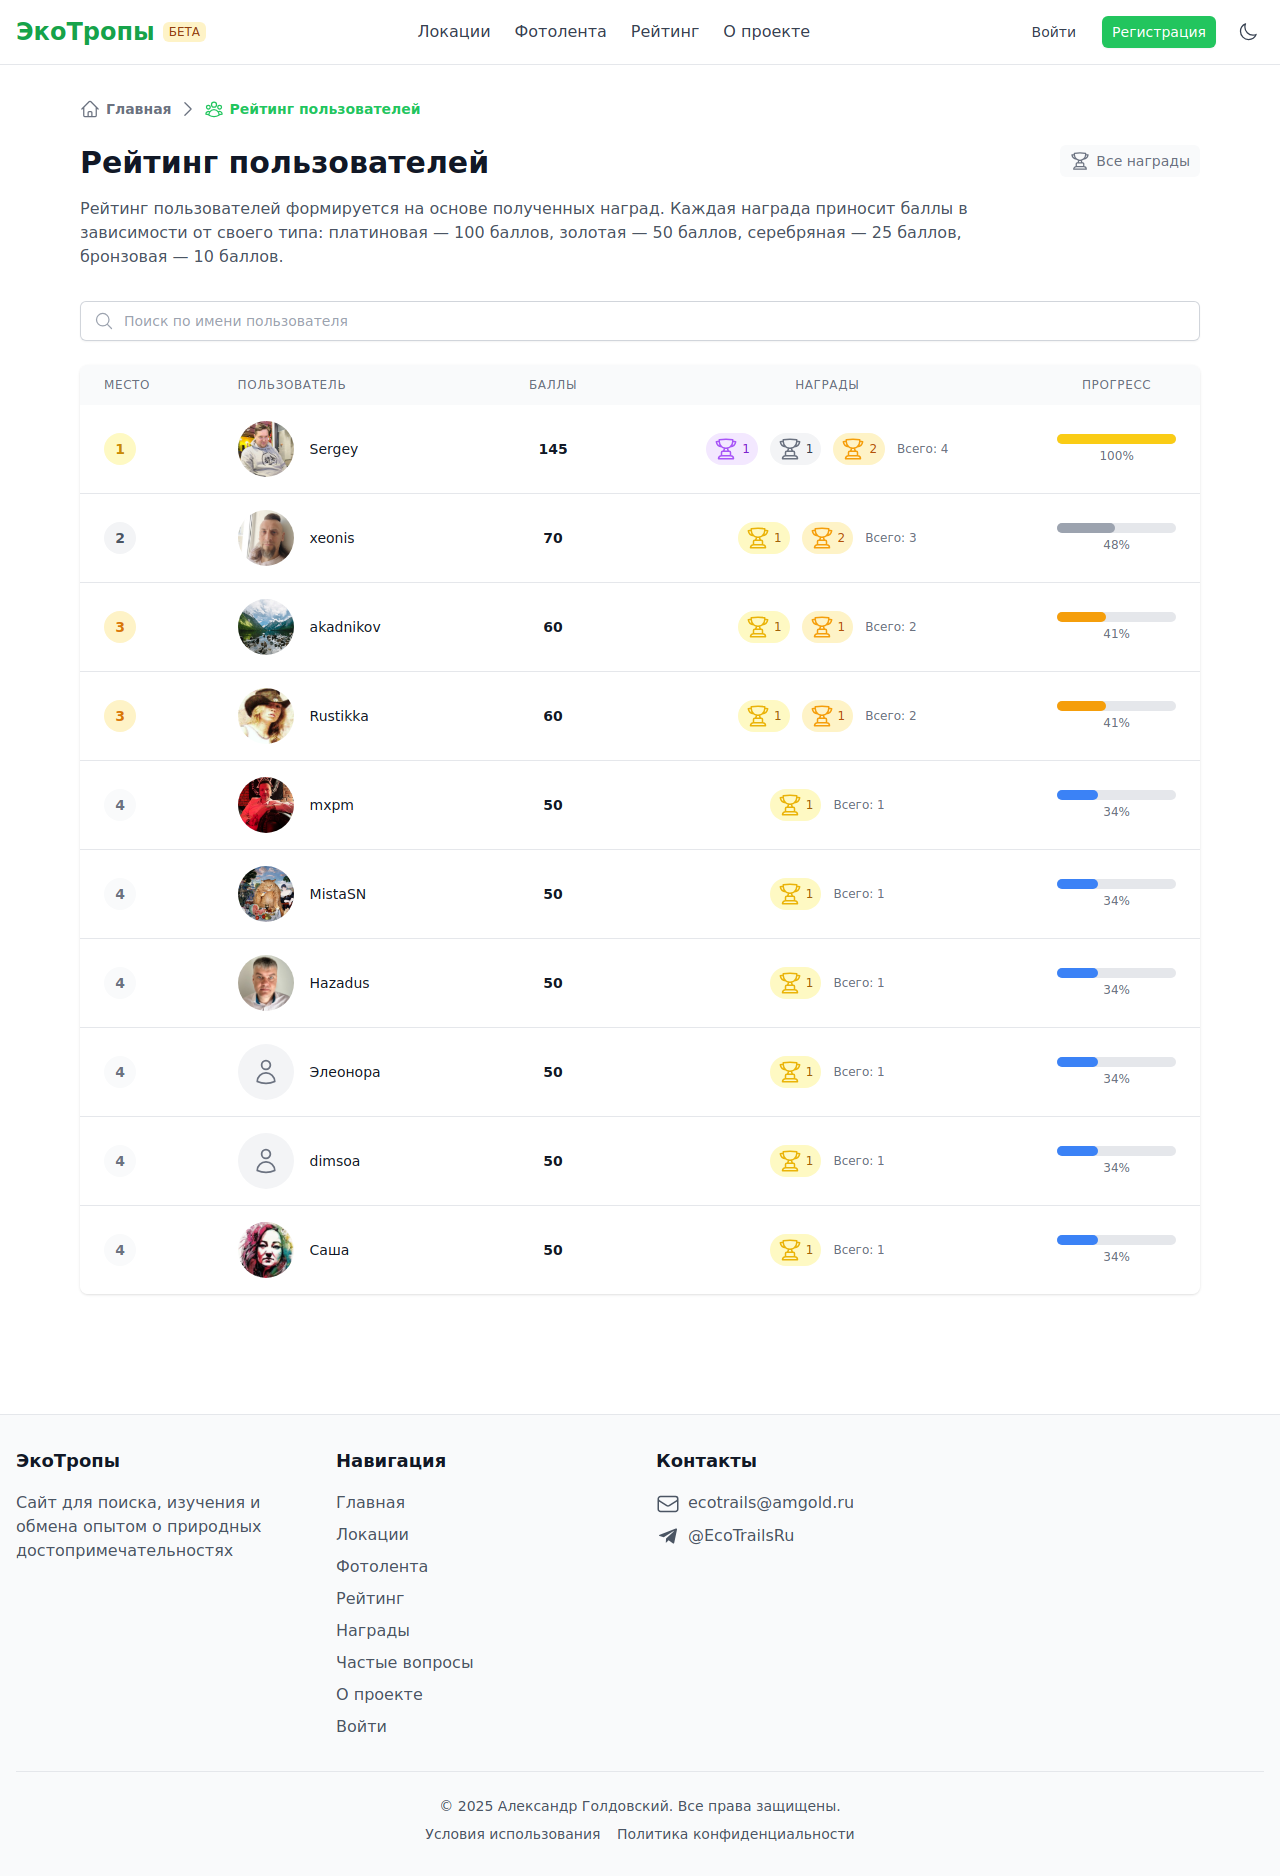 ЭкоТропы БЕТА Локации Фотолента Рейтинг О проекте Войти Регистрация
Главная Рейтинг пользователей
Рейтинг пользователей Все награды
Рейтинг пользователей формируется на основе полученных наград. Каждая награда приносит баллы в
зависимости от своего типа: платиновая — 100 баллов, золотая — 50 баллов, серебряная — 25 баллов,
бронзовая — 10 баллов.
Поиск по имени пользователя
МЕСТО ПОЛЬЗОВАТЕЛЬ БАЛЛЫ НАГРАДЫ ПРОГРЕСС
1 Sergey 145 1 1 2 Всего: 4 100%
2 xeonis 70 1 2 Всего: 3 48%
3 akadnikov 60 1 1 Всего: 2 41%
3 Rustikka 60 1 1 Всего: 2 41%
4 mxpm 50 1 Всего: 1 34%
4 MistaSN 50 1 Всего: 1 34%
4 Hazadus 50 1 Всего: 1 34%
4 Элеонора 50 1 Всего: 1 34%
4 dimsoa 50 1 Всего: 1 34%
4 Саша 50 1 Всего: 1 34%
ЭкоТропы
Сайт для поиска, изучения и
обмена опытом о природных
достопримечательностях
Навигация
Главная
Локации
Фотолента
Рейтинг
Награды
Частые вопросы
О проекте
Войти
Контакты
ecotrails@amgold.ru
@EcoTrailsRu
© 2025 Александр Голдовский. Все права защищены.
Условия использования Политика конфиденциальности